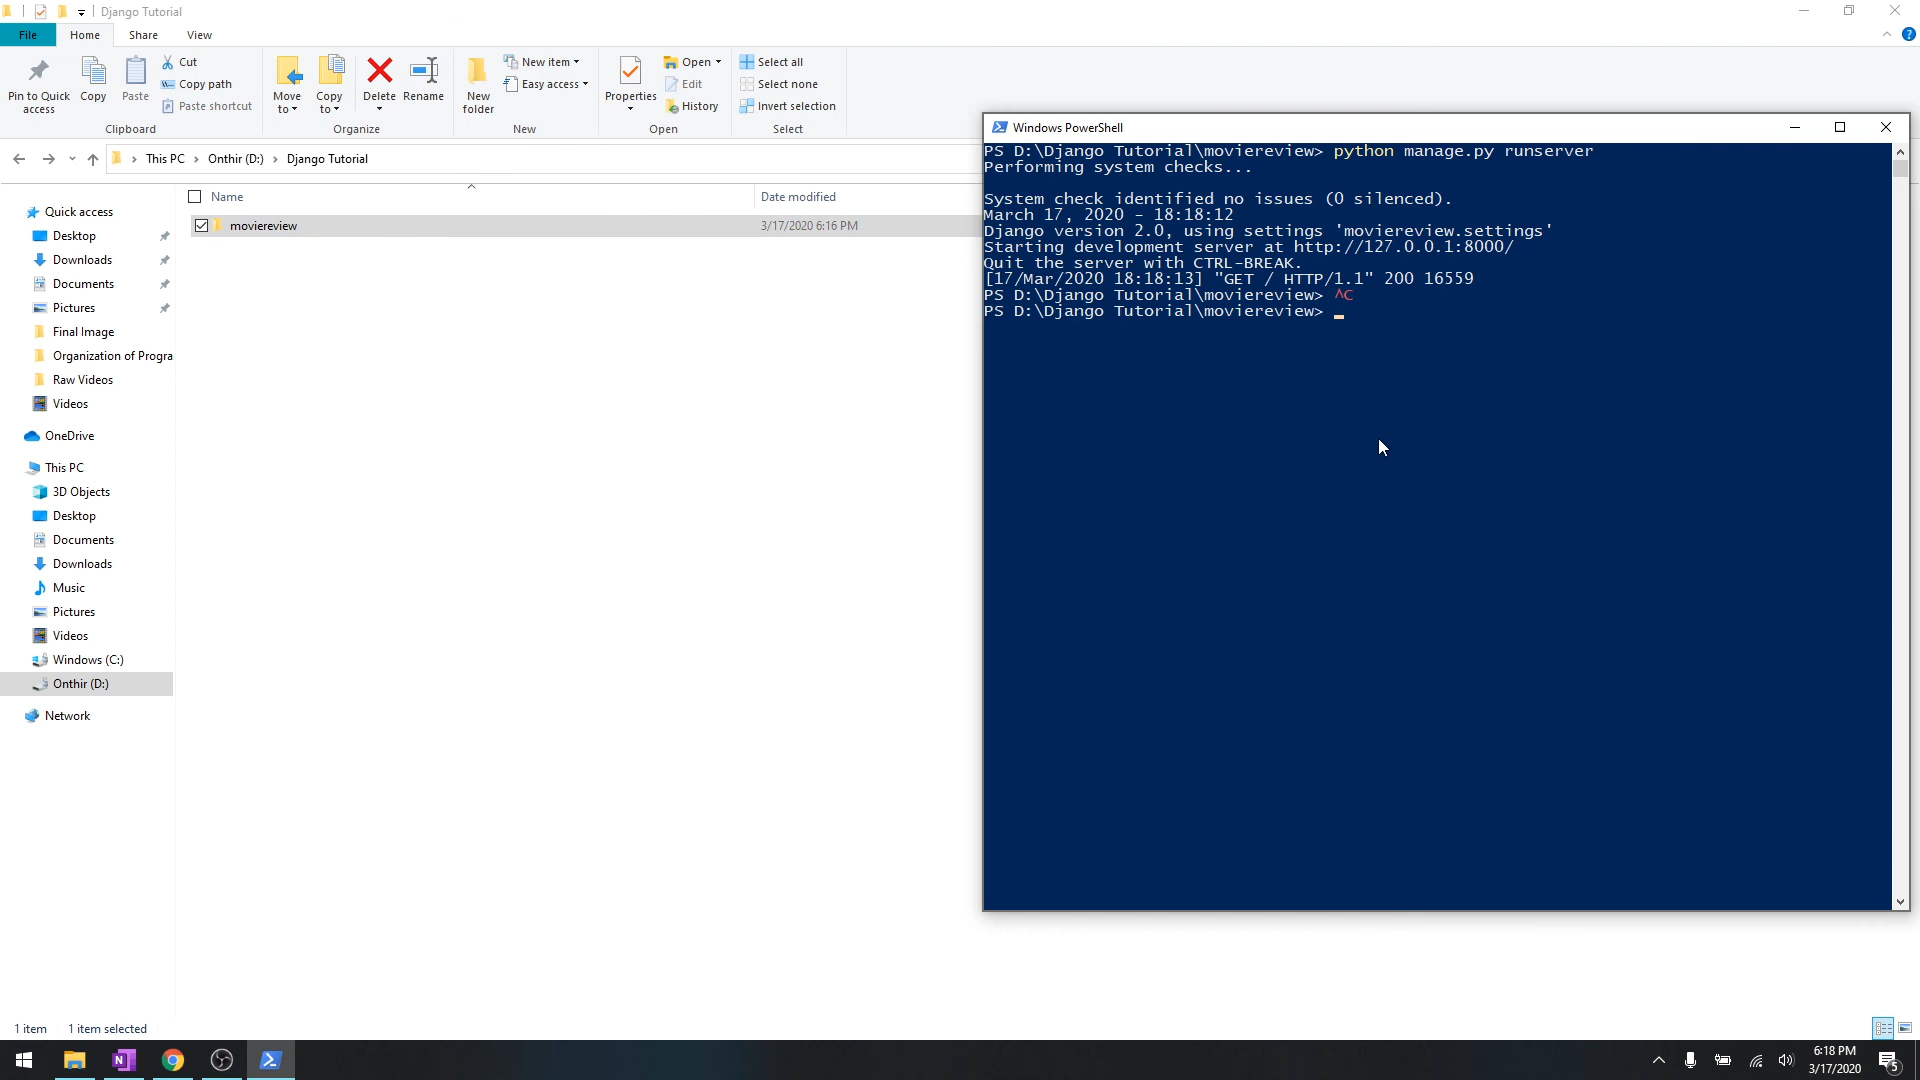 Django Tutorial
File Home Share View
Pin to Quick access
Copy
Paste
Cut
Copy path
Paste shortcut
Clipboard
Move to
Copy to
Delete
Rename
Organize
New folder
New item
Easy access
New
Properties
Open
Edit
History
Open
Select all
Select none
Invert selection
Select
This PC > Onthir (D:) > Django Tutorial
Name Date modified
moviereview 3/17/2020 6:16 PM
Quick access
Desktop
Downloads
Documents
Pictures
Final Image
Organization of Progra
Raw Videos
Videos
OneDrive
This PC
3D Objects
Desktop
Documents
Downloads
Music
Pictures
Videos
Windows (C:)
Onthir (D:)
Network
Windows PowerShell
PS D:\Django Tutorial\moviereview> python manage.py runserver
Performing system checks...
System check identified no issues (0 silenced).
March 17, 2020 - 18:18:12
Django version 2.0, using settings 'moviereview.settings'
Starting development server at http://127.0.0.1:8000/
Quit the server with CTRL-BREAK.
[17/Mar/2020 18:18:13] "GET / HTTP/1.1" 200 16559
PS D:\Django Tutorial\moviereview> ^C
PS D:\Django Tutorial\moviereview> _
1 item 1 item selected
6:18 PM
3/17/2020
5